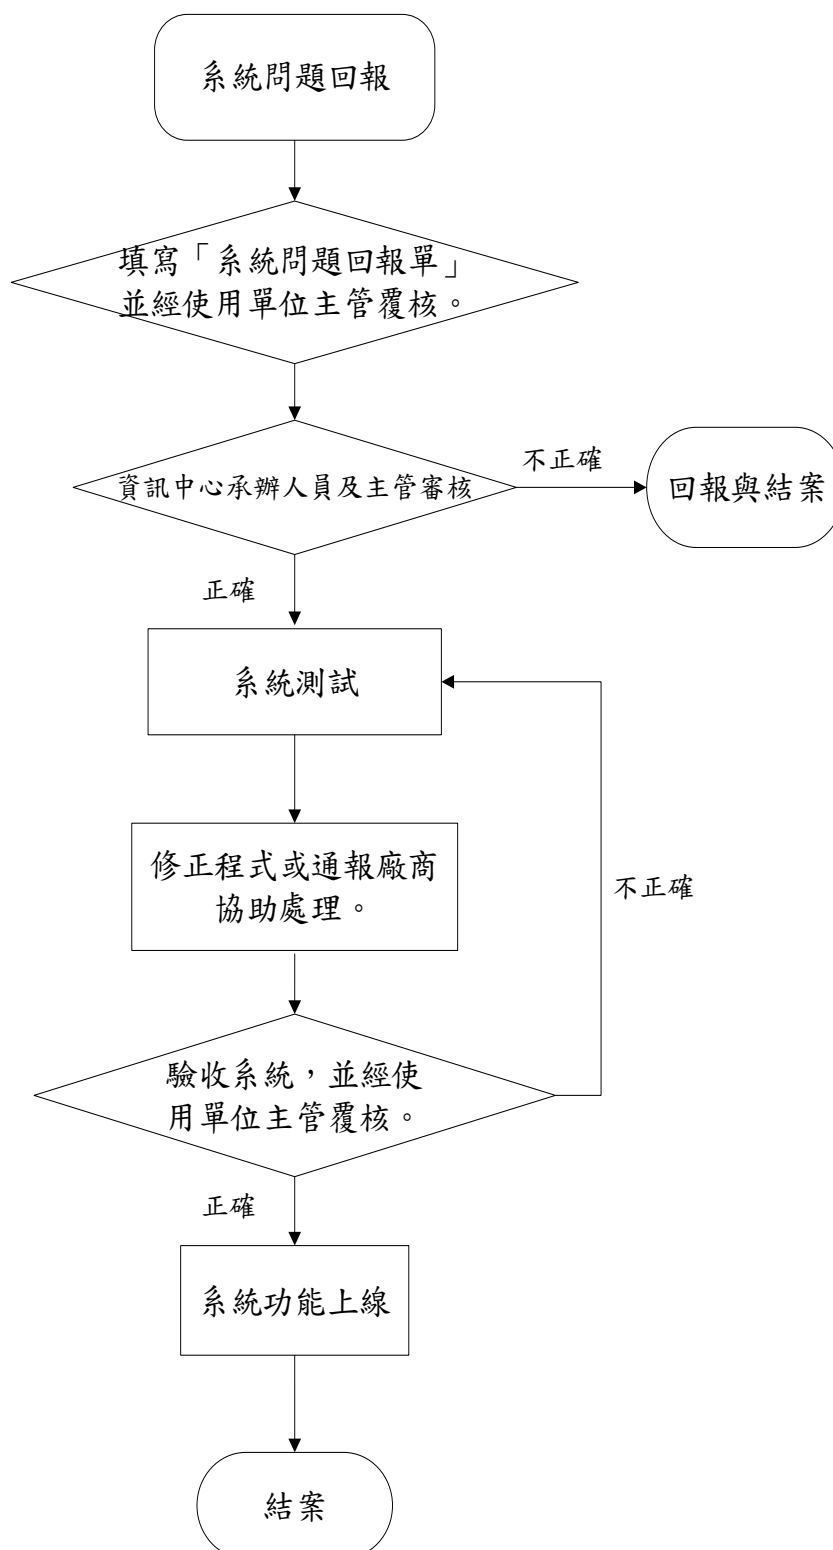 系統問題回報
填寫「系統問題回報單」
並經使用單位主管覆核。
資訊中心承辦人員及主管審核
不正確
回報與結案
正確
系統測試
修正程式或通報廠商
協助處理。
不正確
驗收系統，並經使
用單位主管覆核。
正確
系統功能上線
結案